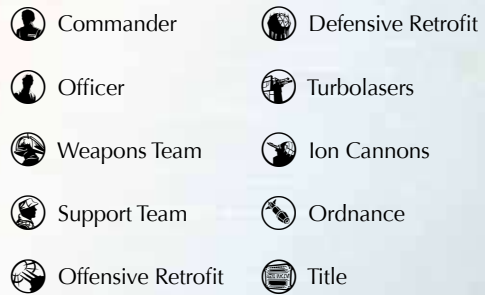 Commander
Officer
Weapons Team
Support Team
Offensive Retrofit
Defensive Retrofit
Turbolasers
Ion Cannons
Ordnance
Title